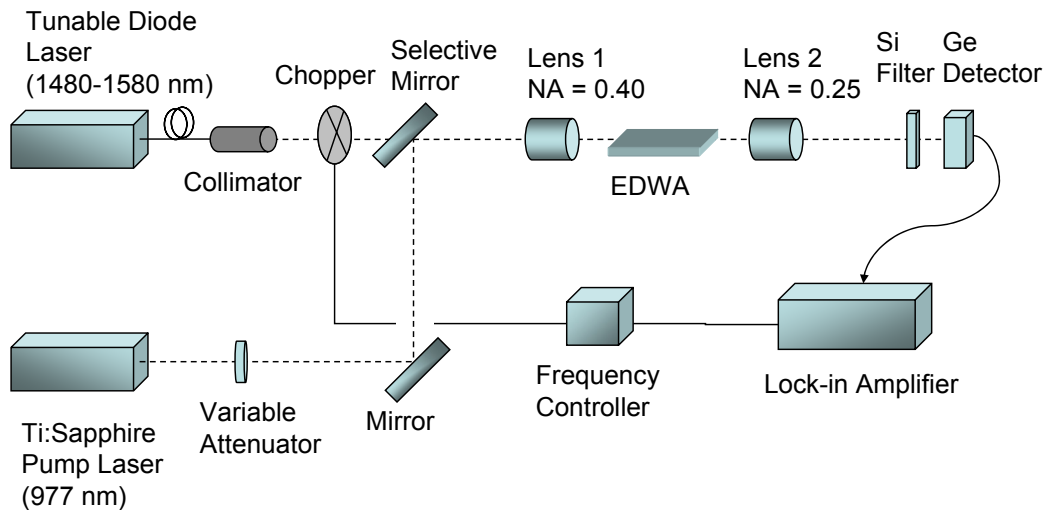 Tunable Diode
Laser
(1480-1580 nm)
Chopper
Selective
Mirror
Lens 1
NA = 0.40
Lens 2
NA = 0.25
Si
Filter
Ge
Detector
Collimator
EDWA
Ti:Sapphire
Pump Laser
(977 nm)
Variable
Attenuator
Mirror
Frequency
Controller
Lock-in Amplifier